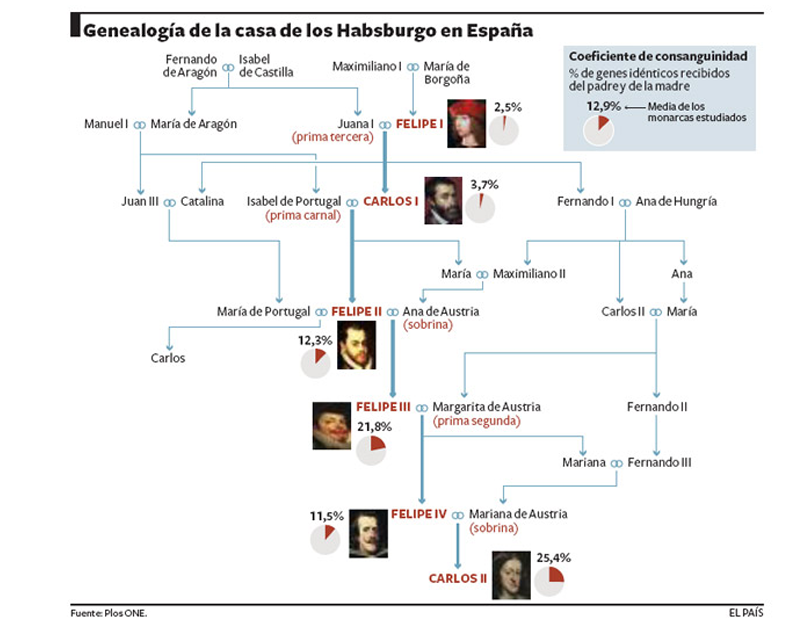 Genealogía de la casa de los Habsburgo en España
Fernando de Aragón
Isabel de Castilla
Maximiliano I
María de Borgoña
Coeficiente de consanguinidad
% de genes idénticos recibidos
del padre y de la madre
12,9%
Media de los
monarcas estudiados
Manuel I
María de Aragón
Juana I
(prima tercera)
FELIPE I
2,5%
Juan III
Catalina
Isabel de Portugal
(prima carnal)
CARLOS I
3,7%
Fernando I
Ana de Hungría
María
Maximiliano II
Ana
María de Portugal
FELIPE II
Ana de Austria
(sobrina)
Carlos II
María
12,3%
Carlos
FELIPE III
21,8%
Margarita de Austria
(prima segunda)
Fernando II
Mariana
Fernando III
11,5%
FELIPE IV
Mariana de Austria
(sobrina)
CARLOS II
25,4%
Fuente: Plos ONE.
EL PAÍS